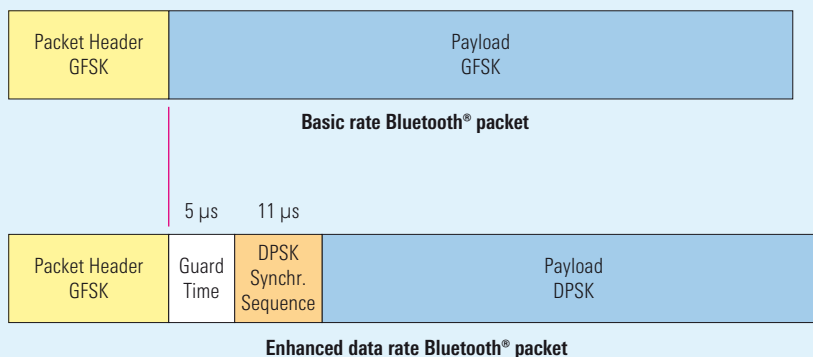 Packet Header
GFSK
Payload
GFSK
Basic rate Bluetooth® packet
5 µs
11 µs
Packet Header
GFSK
Guard
Time
DPSK
Synchr.
Sequence
Payload
DPSK
Enhanced data rate Bluetooth® packet